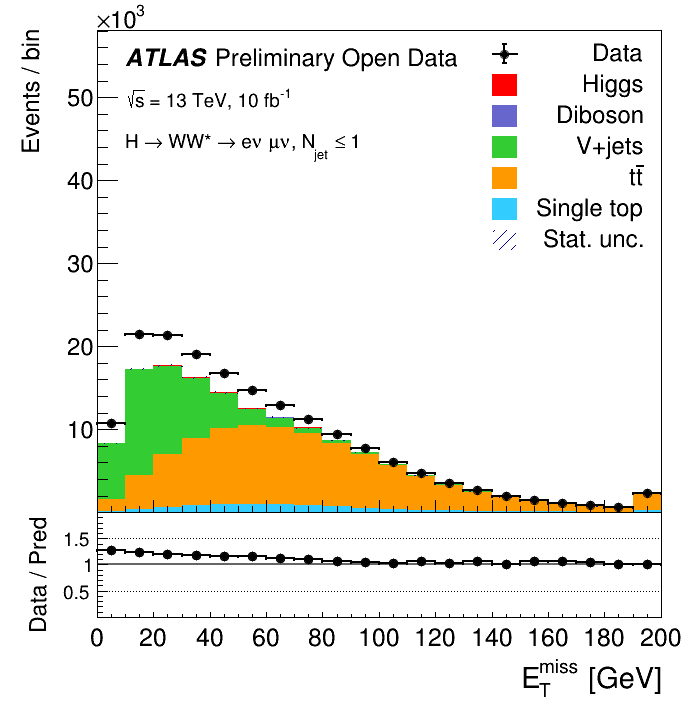 ×10³
Events / bin
50
40
30
20
10
ATLAS Preliminary Open Data
√s = 13 TeV, 10 fb⁻¹
H → WW* → eν μν, N_jet ≤ 1
Data
Higgs
Diboson
V+jets
tt̄
Single top
Stat. unc.
Data / Pred
1.5
1
0.5
0 20 40 60 80 100 120 140 160 180 200
E_T^miss [GeV]